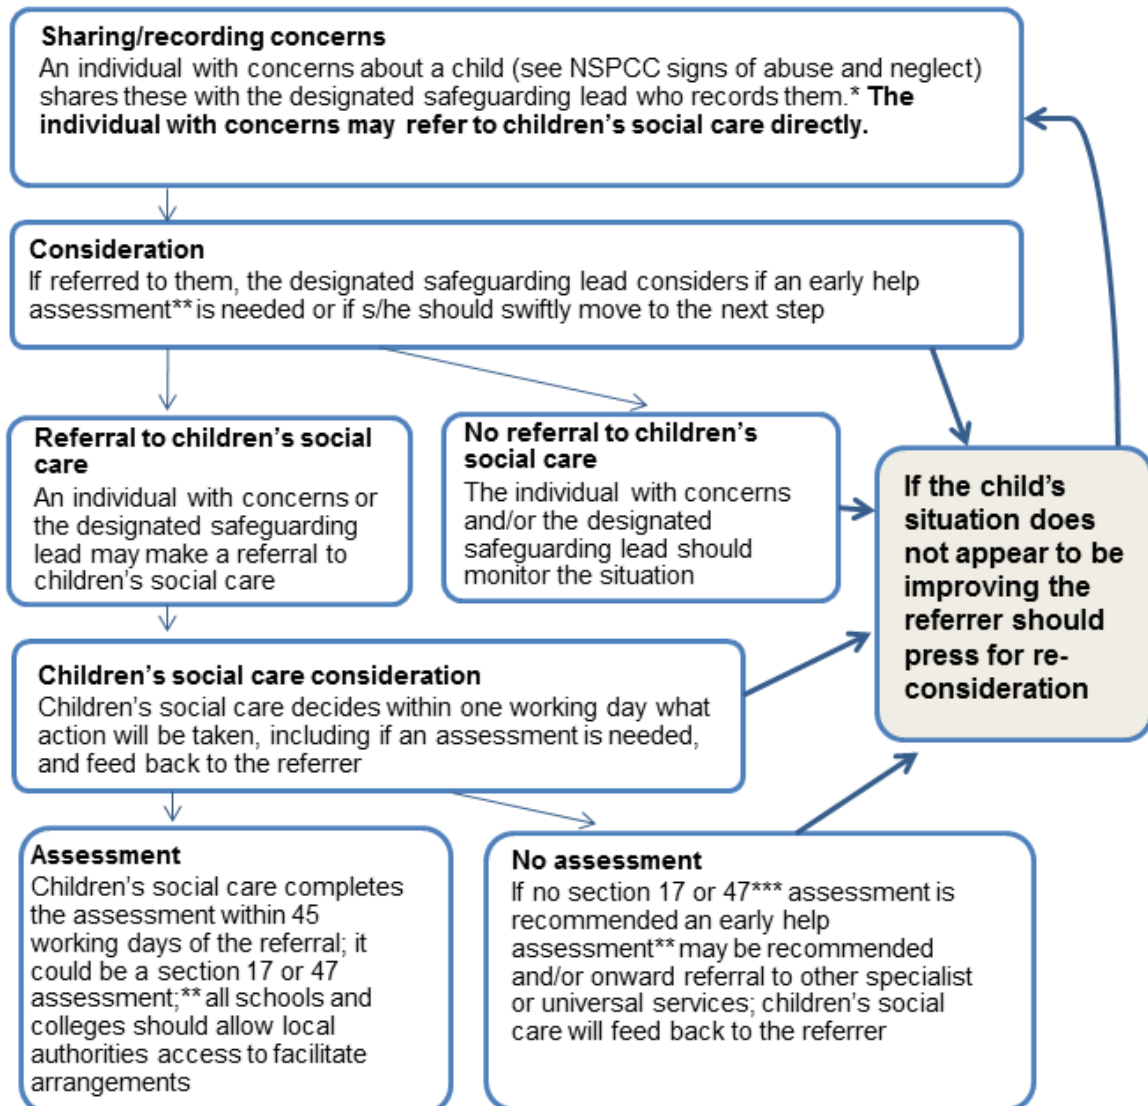 Sharing/recording concerns
An individual with concerns about a child (see NSPCC signs of abuse and neglect)
shares these with the designated safeguarding lead who records them.* The
individual with concerns may refer to children's social care directly.
Consideration
If referred to them, the designated safeguarding lead considers if an early help
assessment** is needed or if s/he should swiftly move to the next step
Referral to children's social
care
An individual with concerns or
the designated safeguarding
lead may make a referral to
children's social care
No referral to children's
social care
The individual with concerns
and/or the designated
safeguarding lead should
monitor the situation
If the child's
situation does
not appear to be
improving the
referrer should
press for re-
consideration
Children's social care consideration
Children's social care decides within one working day what
action will be taken, including if an assessment is needed,
and feed back to the referrer
Assessment
Children's social care completes
the assessment within 45
working days of the referral; it
could be a section 17 or 47
assessment;** all schools and
colleges should allow local
authorities access to facilitate
arrangements
No assessment
If no section 17 or 47*** assessment is
recommended an early help
assessment** may be recommended
and/or onward referral to other specialist
or universal services; children's social
care will feed back to the referrer